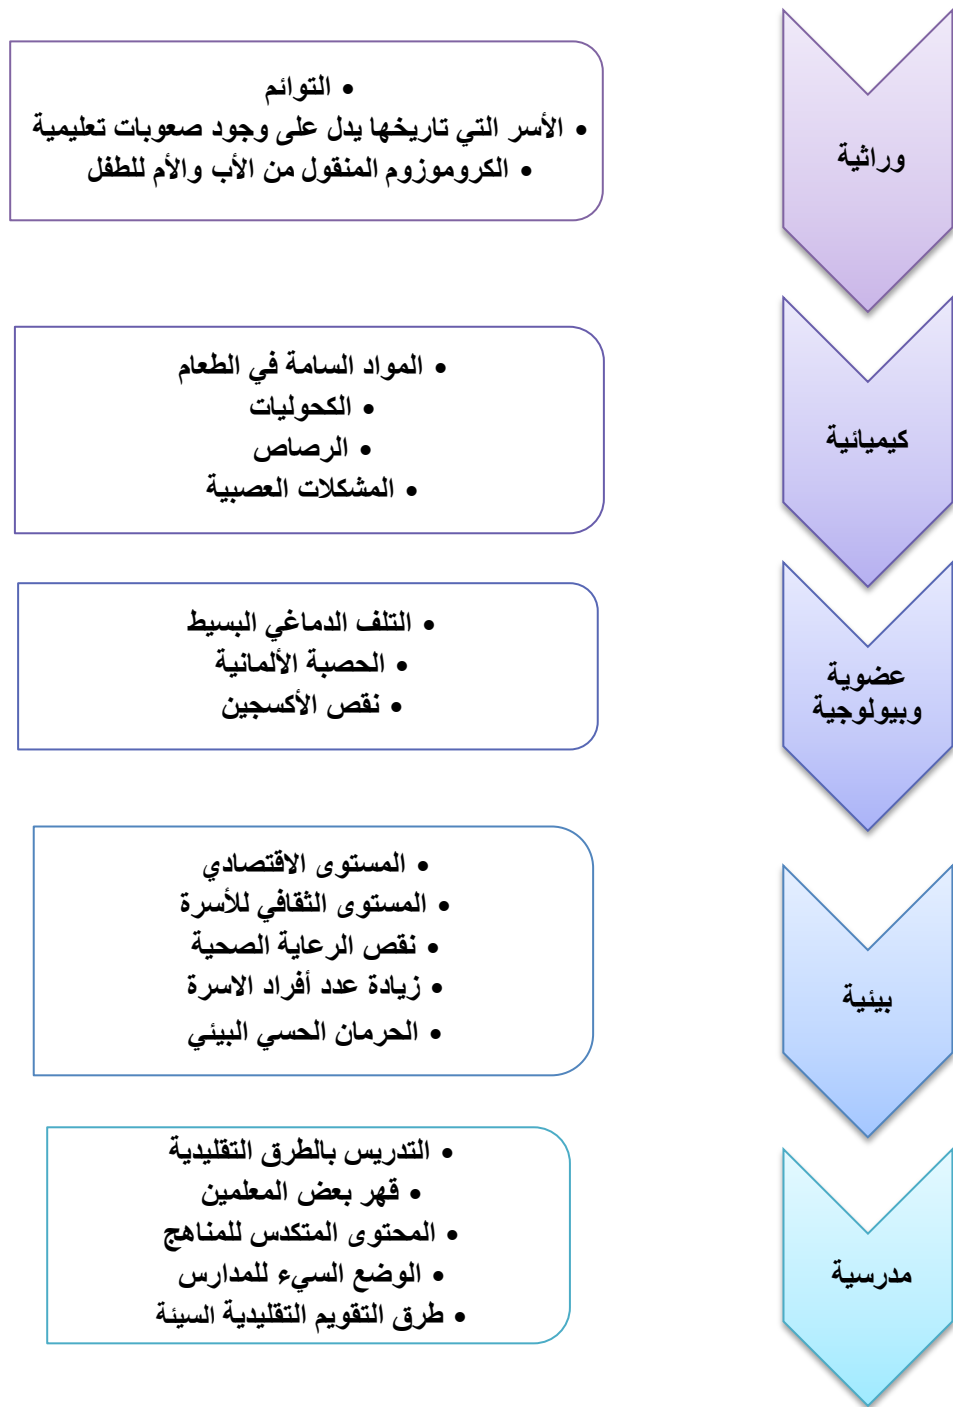 وراثية
• التوائم
• الأسر التي تاريخها يدل على وجود صعوبات تعليمية
• الكروموزوم المنقول من الأب والأم للطفل
كيميائية
• المواد السامة في الطعام
• الكحوليات
• الرصاص
• المشكلات العصبية
عضوية
وبيولوجية
• التلف الدماغي البسيط
• الحصبة الألمانية
• نقص الأكسجين
بيئية
• المستوى الاقتصادي
• المستوى الثقافي للأسرة
• نقص الرعاية الصحية
• زيادة عدد أفراد الاسرة
• الحرمان الحسي البيئي
مدرسية
• التدريس بالطرق التقليدية
• قهر بعض المعلمين
• المحتوى المتكدس للمناهج
• الوضع السيء للمدارس
• طرق التقويم التقليدية السيئة